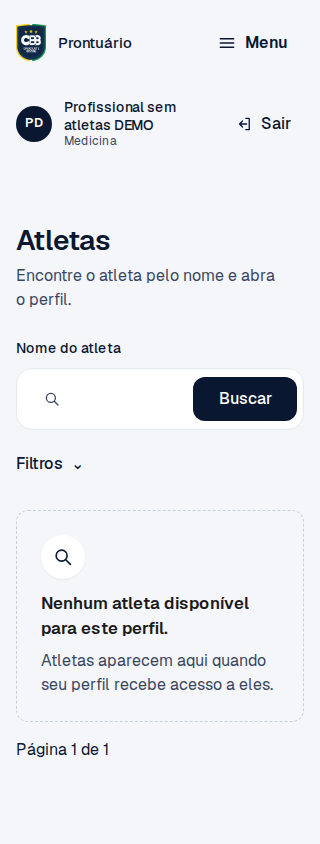 CBB
Prontuário
Menu
PD
Profissional sem
atletas DEMO
Medicina
Sair
Atletas
Encontre o atleta pelo nome e abra
o perfil.
Nome do atleta
Buscar
Filtros
Nenhum atleta disponível
para este perfil.
Atletas aparecem aqui quando
seu perfil recebe acesso a eles.
Página 1 de 1